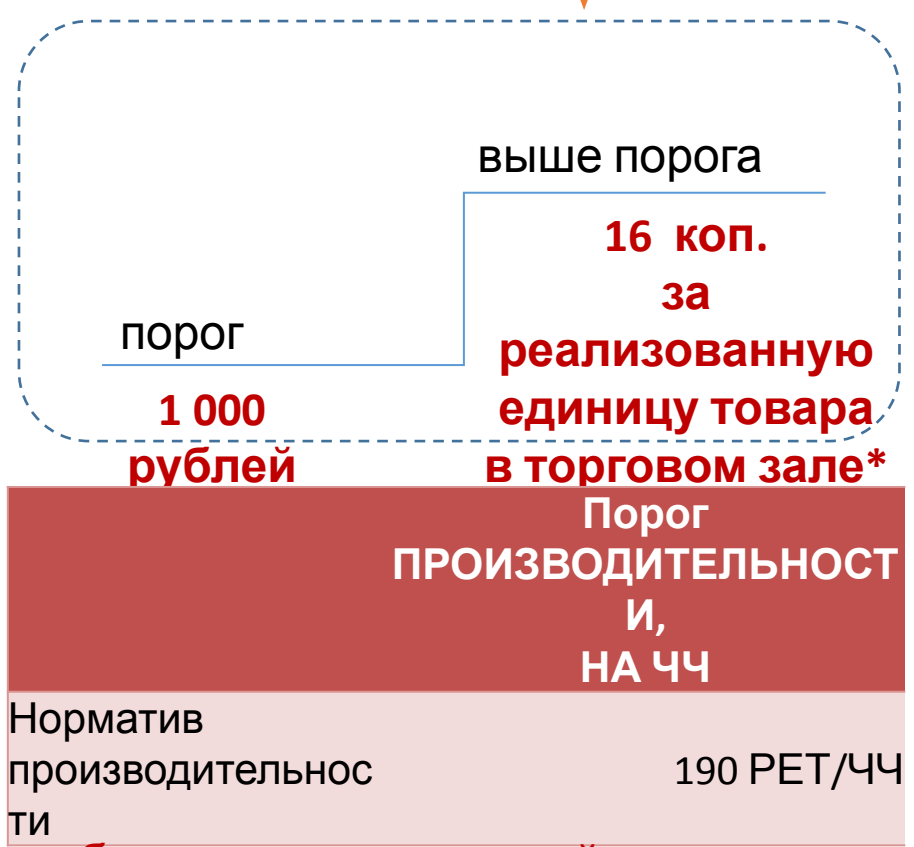 выше порога
16 коп.
за
реализованную
единицу товара
в торговом зале*
порог
1 000
рублей
Порог
ПРОИЗВОДИТЕЛЬНОСТ
И,
НА ЧЧ
Норматив
производительнос
ти
190 РЕТ/ЧЧ